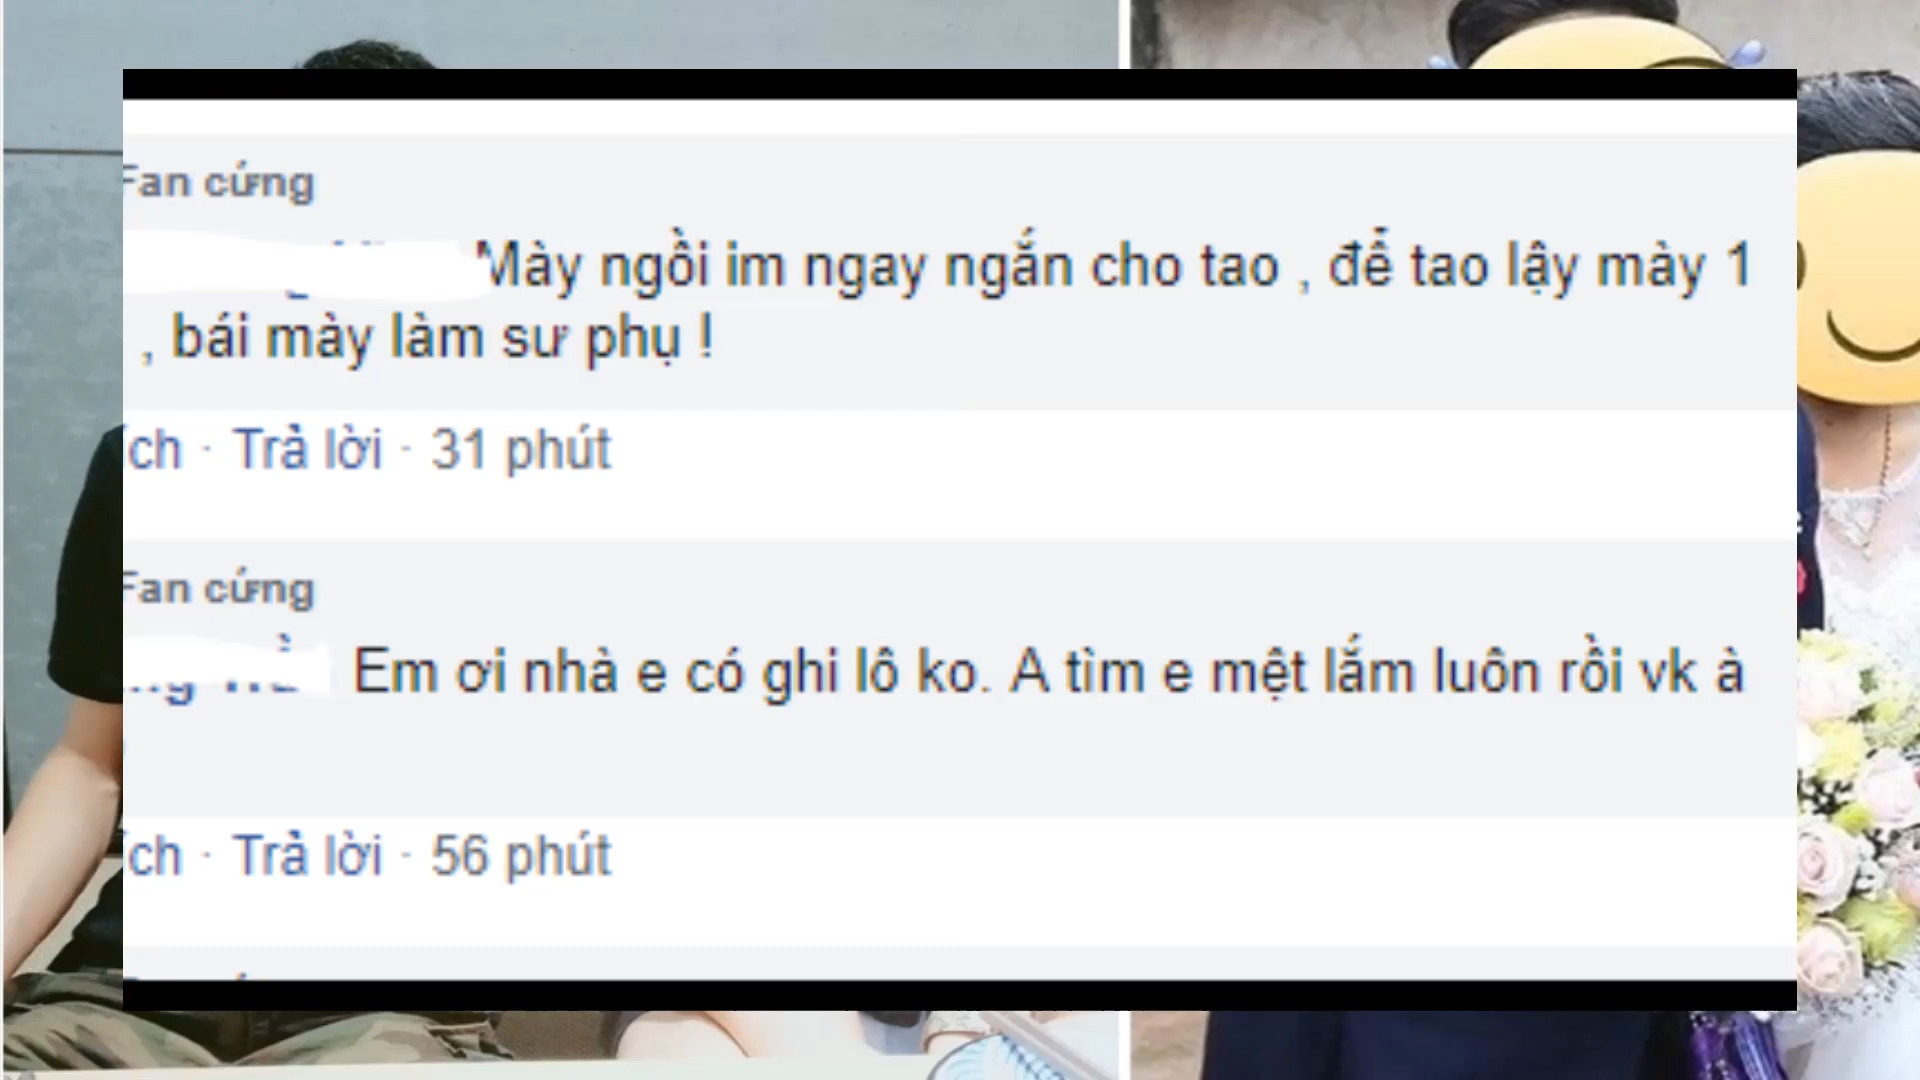 Fan cứng
Mày ngồi im ngay ngắn cho tao , để tao lậy mày 1
, bái mày làm sư phụ !
ích · Trả lời · 31 phút
Fan cứng
Em ơi nhà e có ghi lô ko. A tìm e mệt lắm luôn rồi vk à
ích · Trả lời · 56 phút